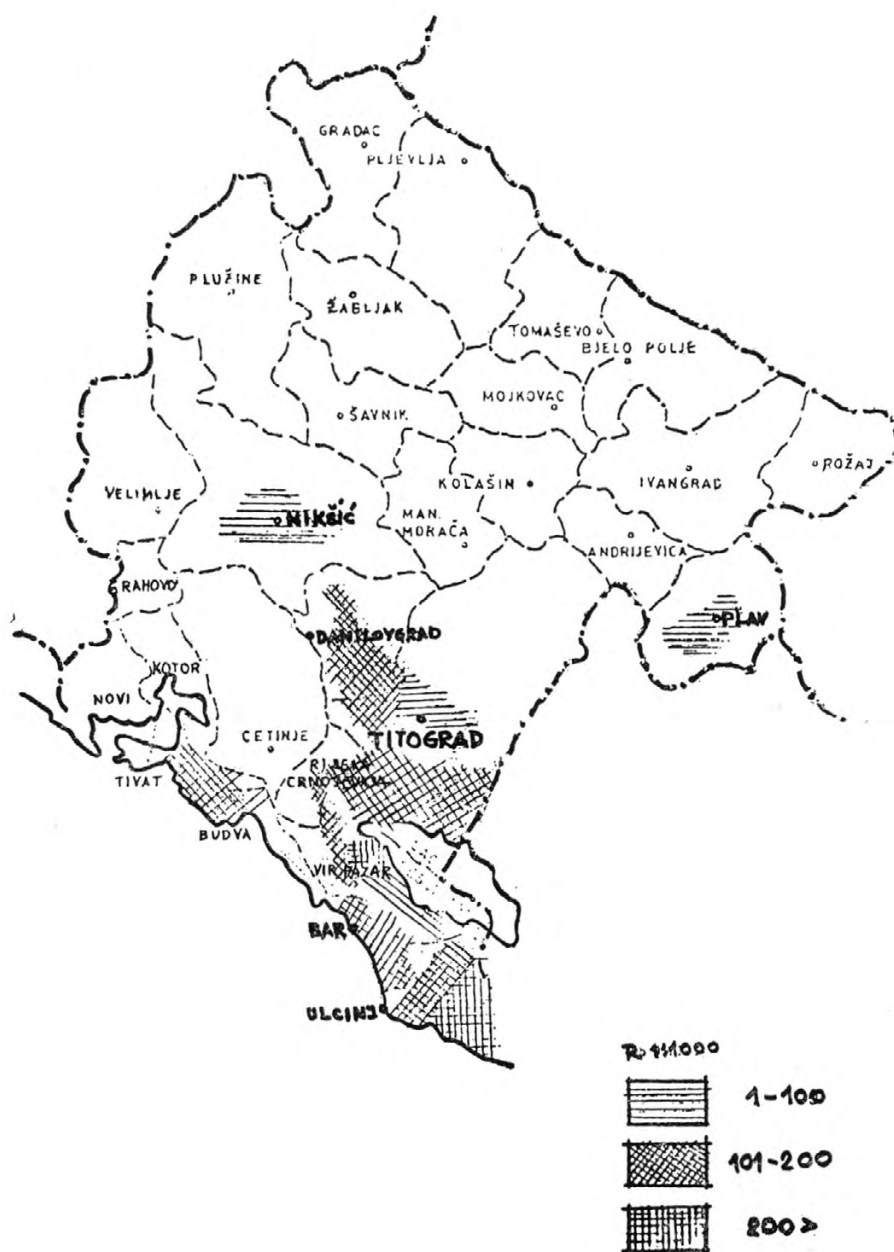 GRADAC
PLJEVLJA
PLUŽINE
ŽABLJAK
TOMAŠEVO
BJELO POLJE
MOJKOVAC
ŠAVNIK
ROŽAJ
VELIMLJE
KOLAŠIN
IVANGRAD
NIKŠIĆ
MAN.
MORAČA
ANDRIJEVICA
RAHOVO
PLAV
DANILOVGRAD
KOTOR
NOVI
TITOGRAD
CETINJE
RIJEKA
CRNOJEVIĆA
TIVAT
BUDVA
VIRPAZAR
BAR
ULCINJ
1-100
101-200
200>